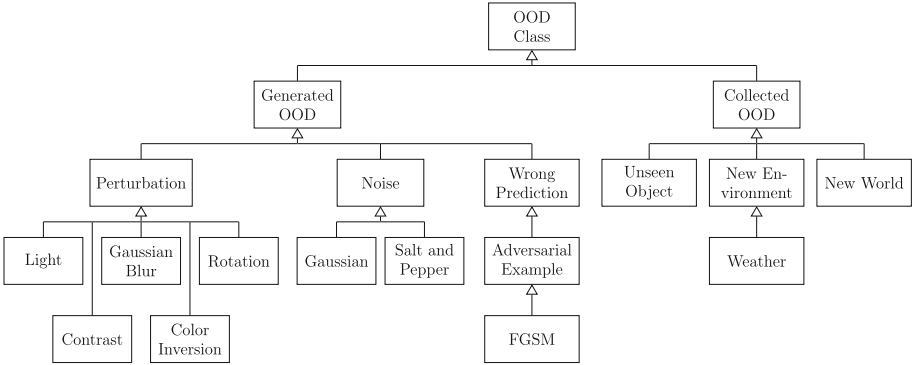 OOD
Class
Generated
OOD
Collected
OOD
Perturbation
Noise
Wrong
Prediction
Unseen
Object
New En-
vironment
New World
Light
Gaussian
Blur
Rotation
Gaussian
Salt and
Pepper
Adversarial
Example
Weather
Contrast
Color
Inversion
FGSM